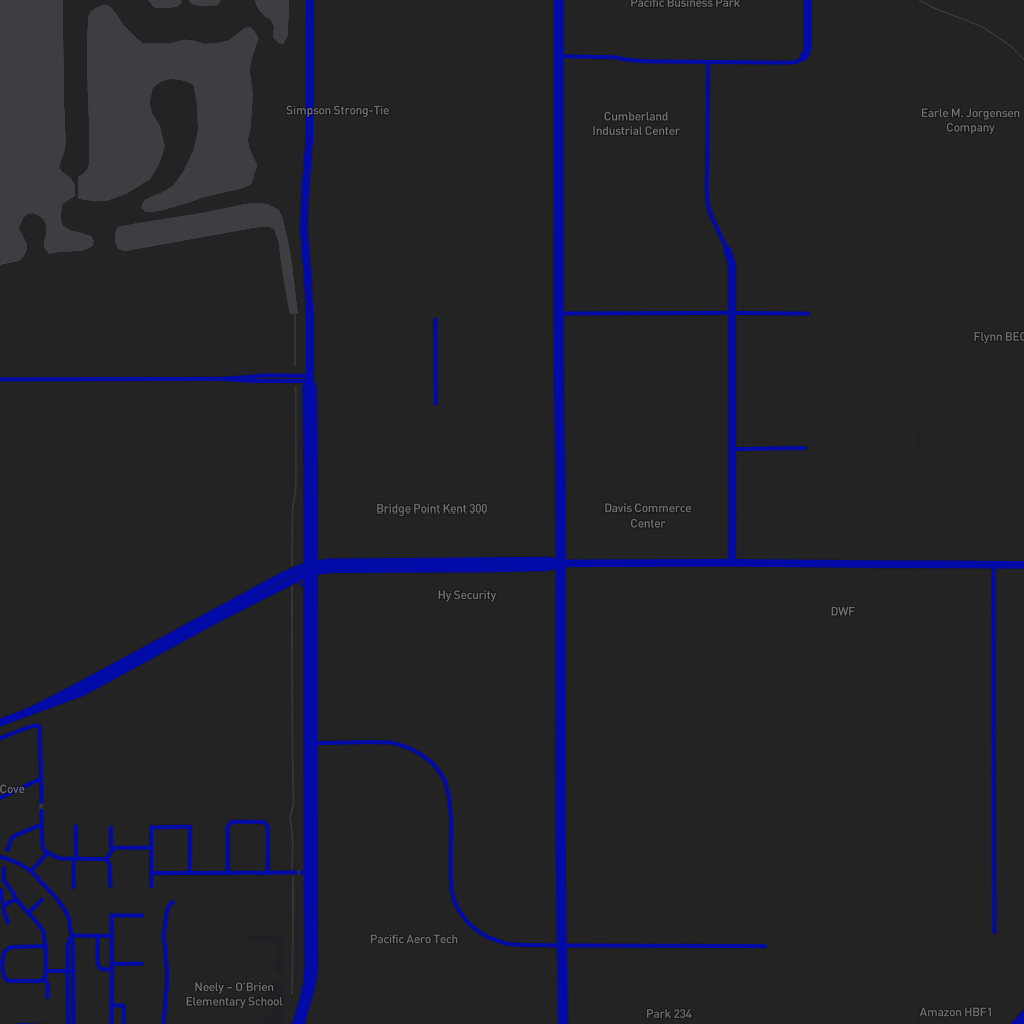 Pacific Business Park
Simpson Strong-Tie
Cumberland
Industrial Center
Earle M. Jorgensen
Company
Flynn BEC
Bridge Point Kent 300
Davis Commerce
Center
Hy Security
DWF
Cove
Pacific Aero Tech
Neely – O'Brien
Elementary School
Park 234
Amazon HBF1